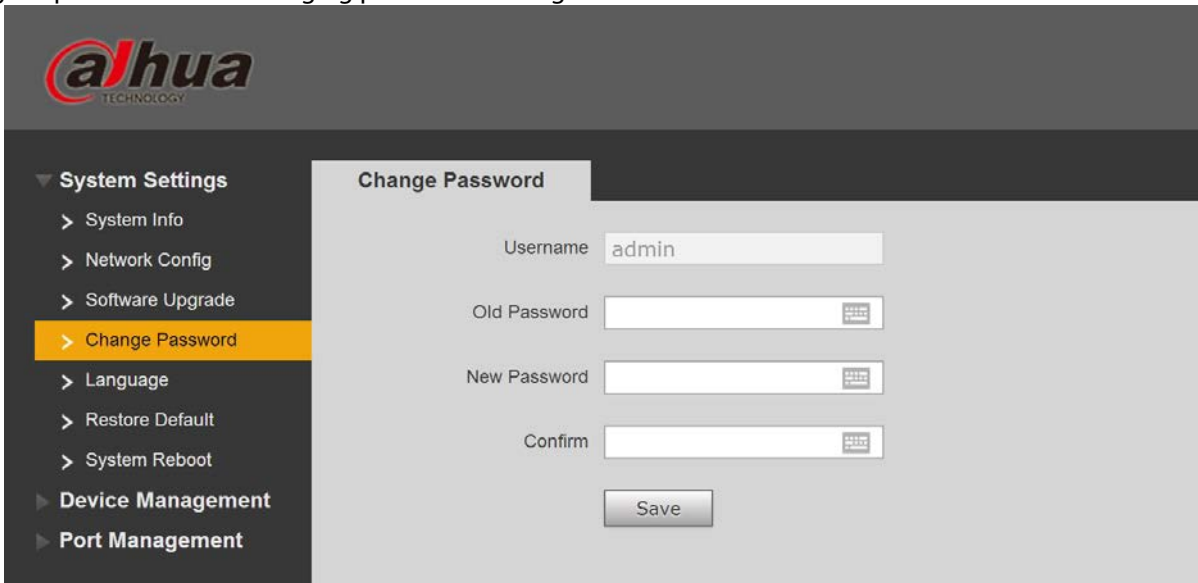 alhua
TECHNOLOGY
System Settings
System Info
Network Config
Software Upgrade
Change Password
Language
Restore Default
System Reboot
Device Management
Port Management
Change Password
Username admin
Old Password
New Password
Confirm
Save